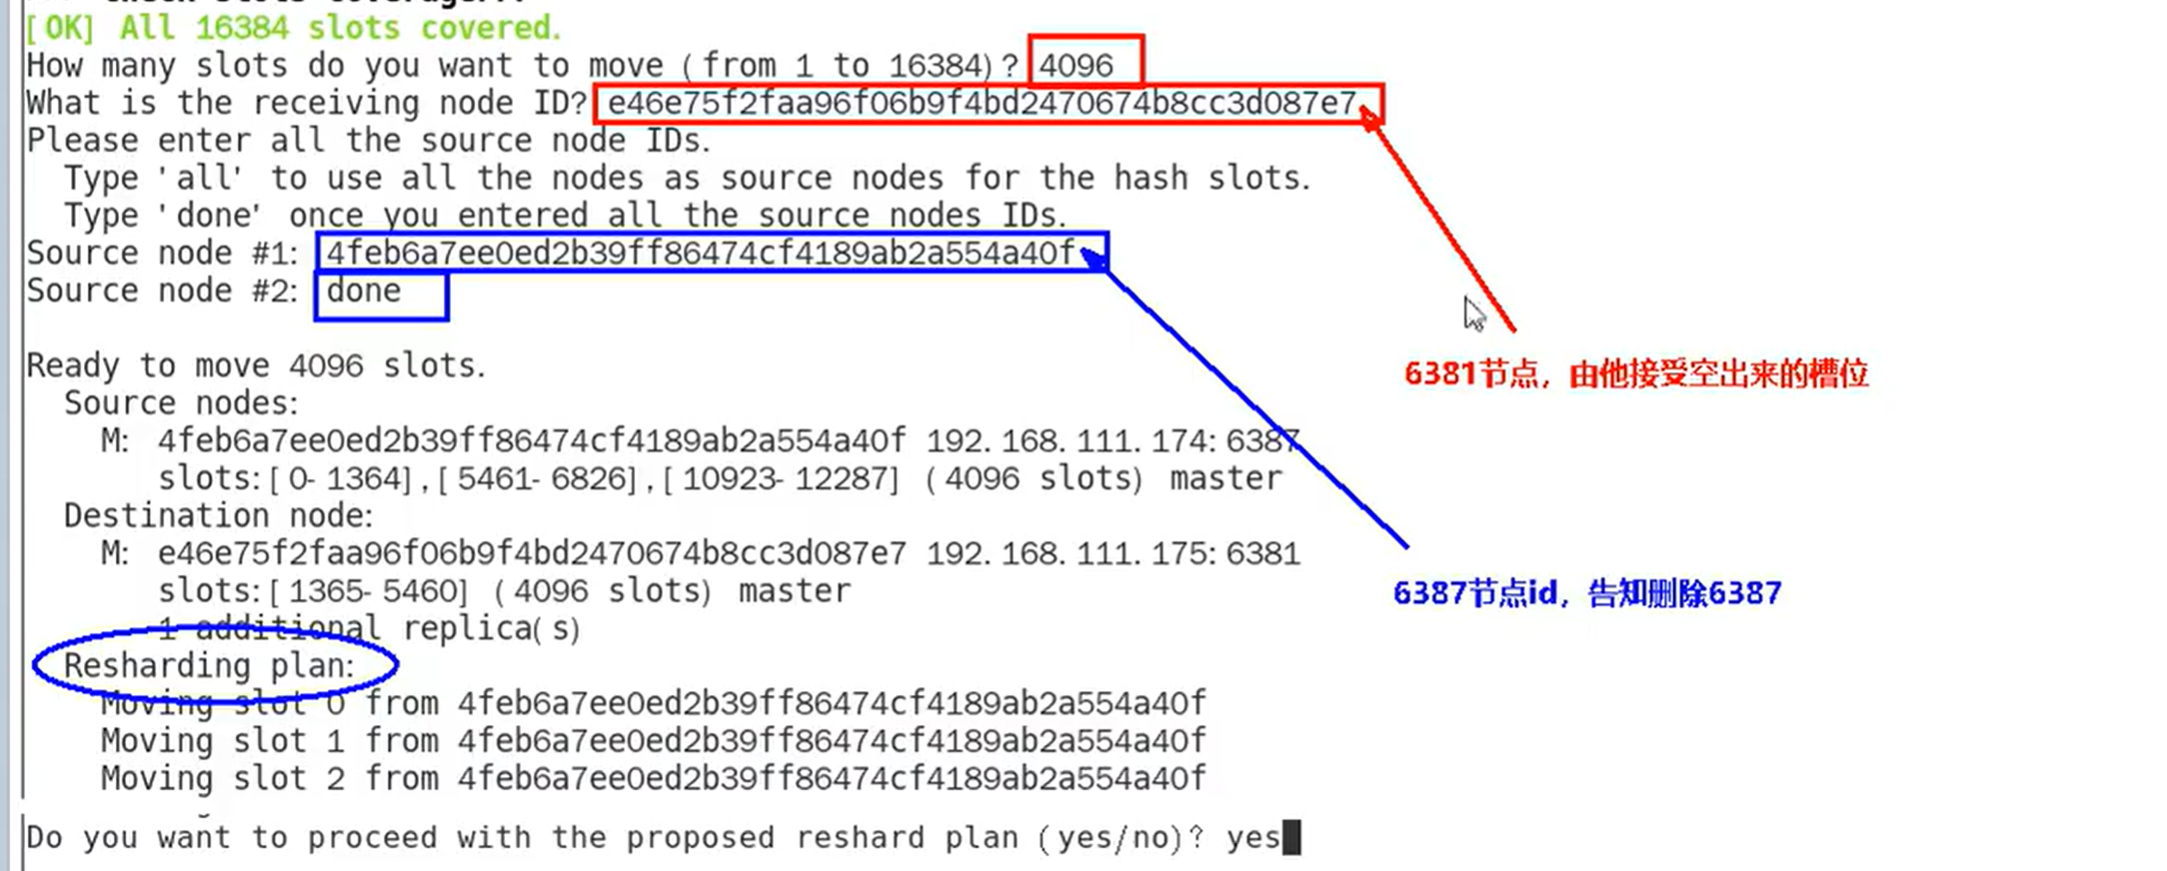 [OK] All 16384 slots covered.
How many slots do you want to move (from 1 to 16384)? 4096
What is the receiving node ID? e46e75f2faa96f06b9f4bd2470674b8cc3d087e7
Please enter all the source node IDs.
Type 'all' to use all the nodes as source nodes for the hash slots.
Type 'done' once you entered all the source nodes IDs.
Source node #1: 4feb6a7ee0ed2b39ff86474cf4189ab2a554a40f
Source node #2: done
6381节点，由他接受空出来的槽位
Ready to move 4096 slots.
Source nodes:
M: 4feb6a7ee0ed2b39ff86474cf4189ab2a554a40f 192.168.111.174:6387
slots:[0-1364],[5461-6826],[10923-12287] (4096 slots) master
Destination node:
M: e46e75f2faa96f06b9f4bd2470674b8cc3d087e7 192.168.111.175:6381
slots:[1365-5460] (4096 slots) master
6387节点id，告知删除6387
1 additional replica(s)
Resharding plan:
Moving slot 0 from 4feb6a7ee0ed2b39ff86474cf4189ab2a554a40f
Moving slot 1 from 4feb6a7ee0ed2b39ff86474cf4189ab2a554a40f
Moving slot 2 from 4feb6a7ee0ed2b39ff86474cf4189ab2a554a40f
Do you want to proceed with the proposed reshard plan (yes/no)? yes